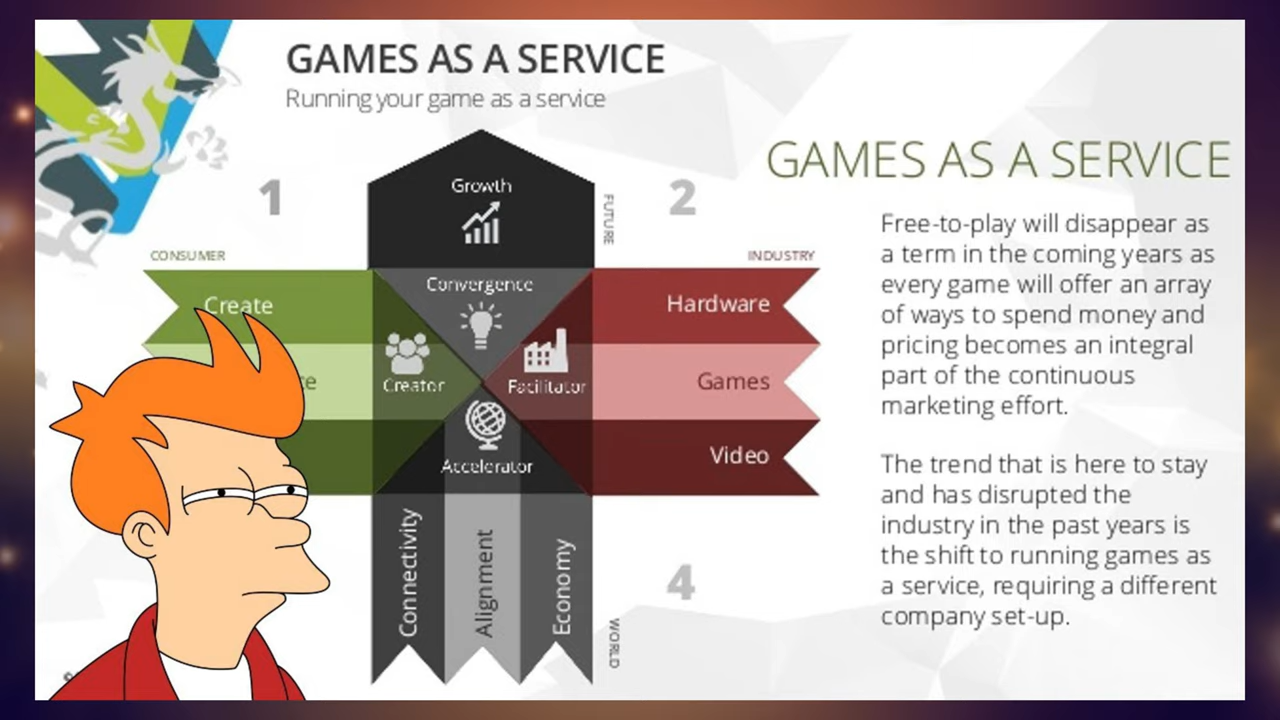 GAMES AS A SERVICE
Running your game as a service
1
2
Growth
FUTURE
CONSUMER
INDUSTRY
Convergence
Create
Hardware
Creator
Facilitator
Games
Accelerator
Video
Connectivity
Alignment
Economy
4
WORLD
GAMES AS A SERVICE
Free-to-play will disappear as
a term in the coming years as
every game will offer an array
of ways to spend money and
pricing becomes an integral
part of the continuous
marketing effort.
The trend that is here to stay
and has disrupted the
industry in the past years is
the shift to running games as
a service, requiring a different
company set-up.